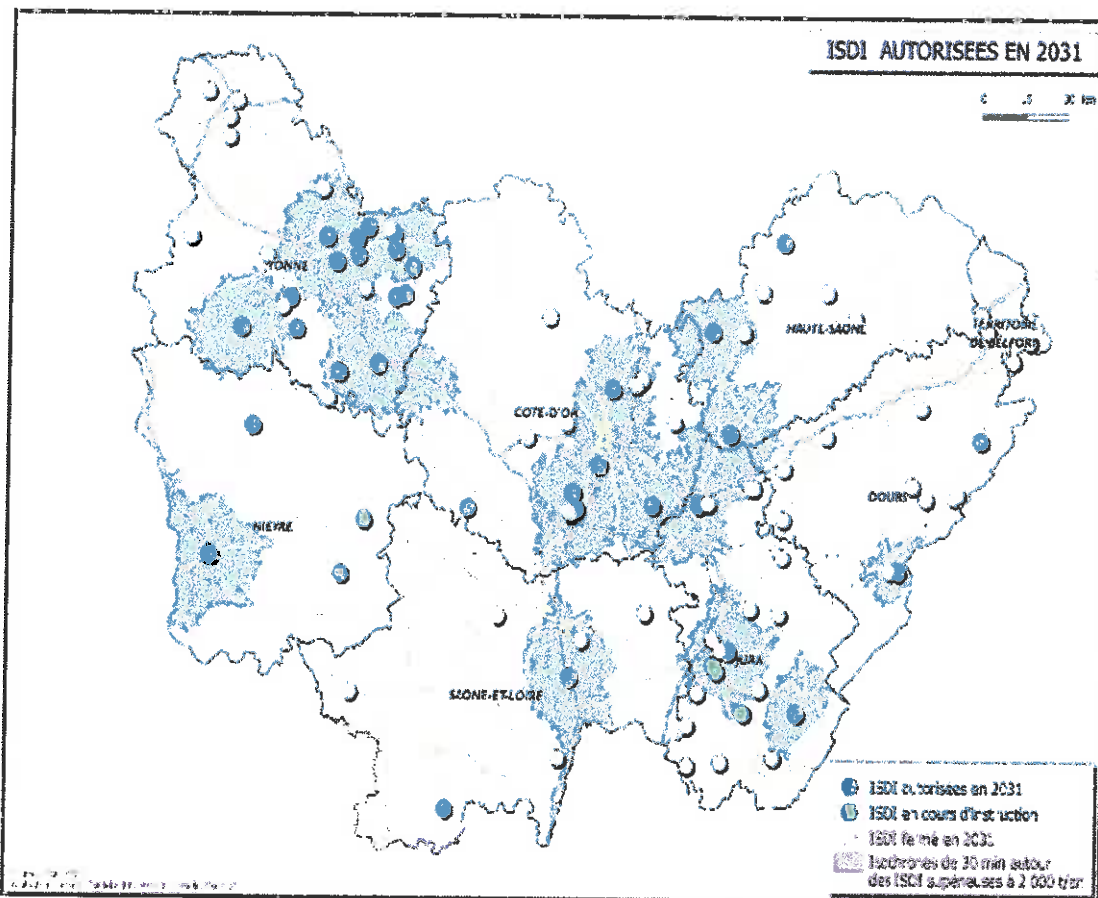 ISDI AUTORISEES EN 2031
YONNE
HAUTE-SAONE
TERRITOIRE
DE BELFORD
COTE-D'OR
DOUBS
NIEVRE
JURA
SAONE-ET-LOIRE
ISDI autorisées en 2031
ISDI en cours d'instruction
ISDI fermé en 2031
Isochrones de 30 min autour
des ISDI supérieuses à 2 000 t/an